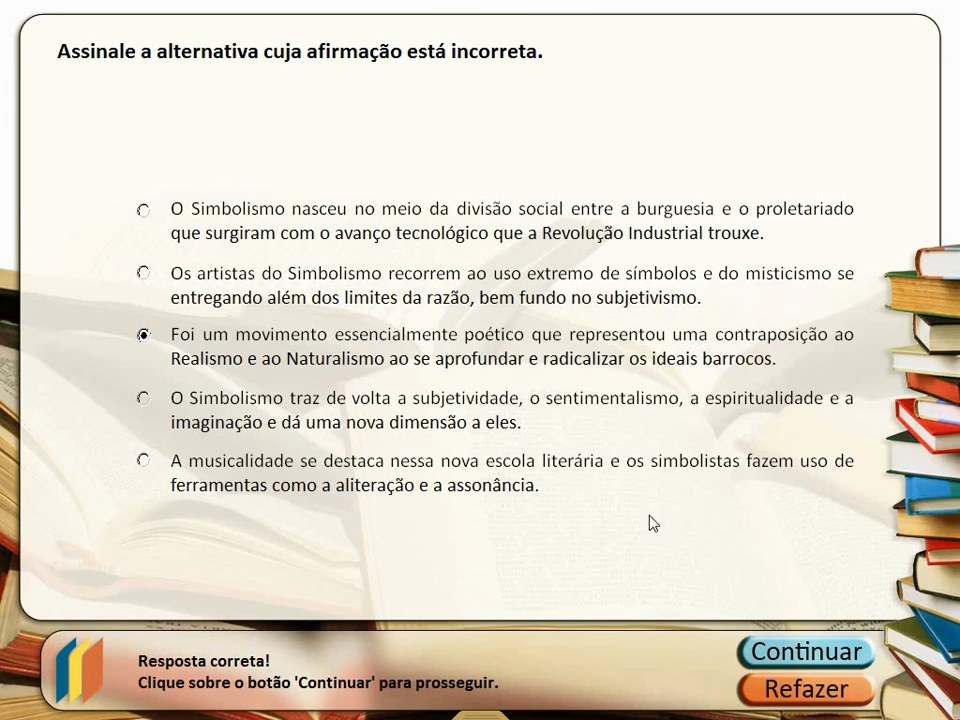 Assinale a alternativa cuja afirmação está incorreta.
O Simbolismo nasceu no meio da divisão social entre a burguesia e o proletariado
que surgiram com o avanço tecnológico que a Revolução Industrial trouxe.
Os artistas do Simbolismo recorrem ao uso extremo de símbolos e do misticismo se
entregando além dos limites da razão, bem fundo no subjetivismo.
Foi um movimento essencialmente poético que representou uma contraposição ao
Realismo e ao Naturalismo ao se aprofundar e radicalizar os ideais barrocos.
O Simbolismo traz de volta a subjetividade, o sentimentalismo, a espiritualidade e a
imaginação e dá uma nova dimensão a eles.
A musicalidade se destaca nessa nova escola literária e os simbolistas fazem uso de
ferramentas como a aliteração e a assonância.
Resposta correta!
Clique sobre o botão 'Continuar' para prosseguir.
Continuar
Refazer